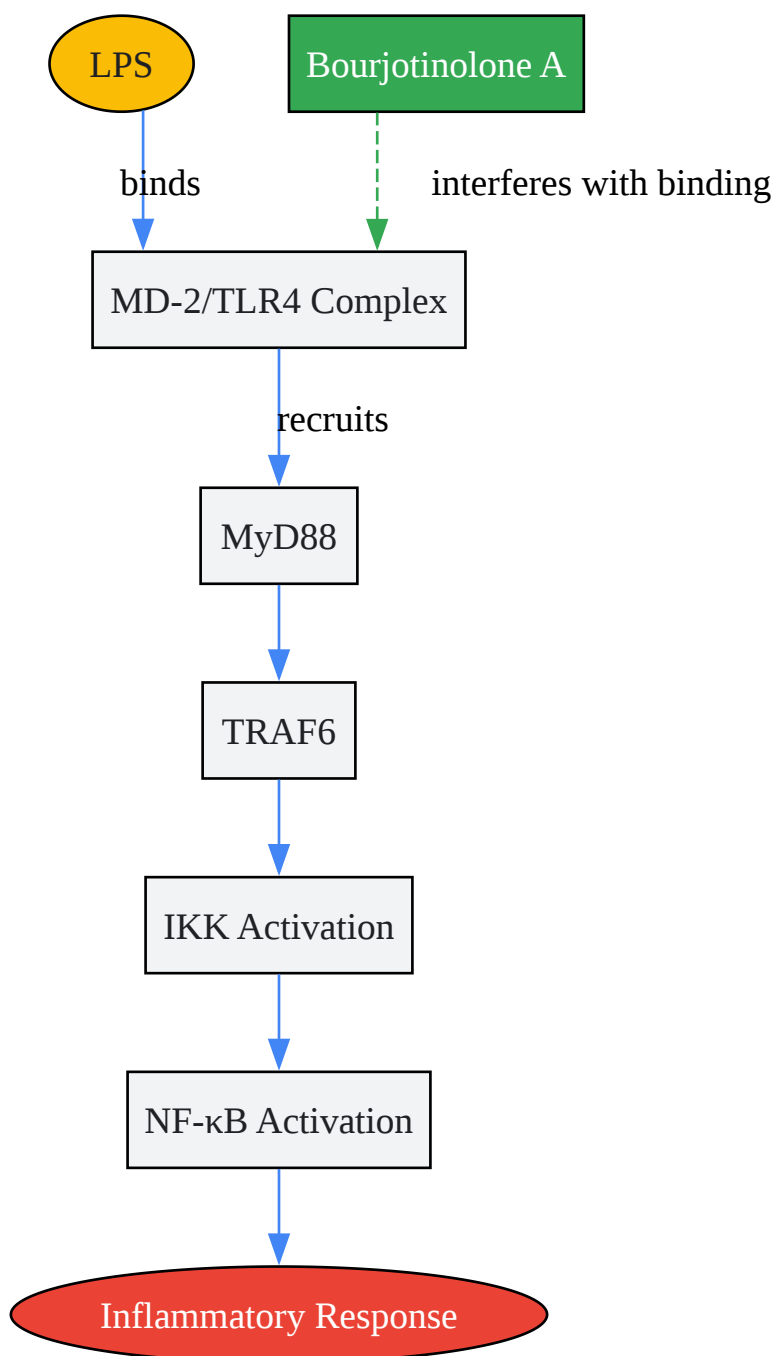 LPS
Bourjotinolone A
binds
interferes with binding
MD-2/TLR4 Complex
recruits
MyD88
TRAF6
IKK Activation
NF-κB Activation
Inflammatory Response